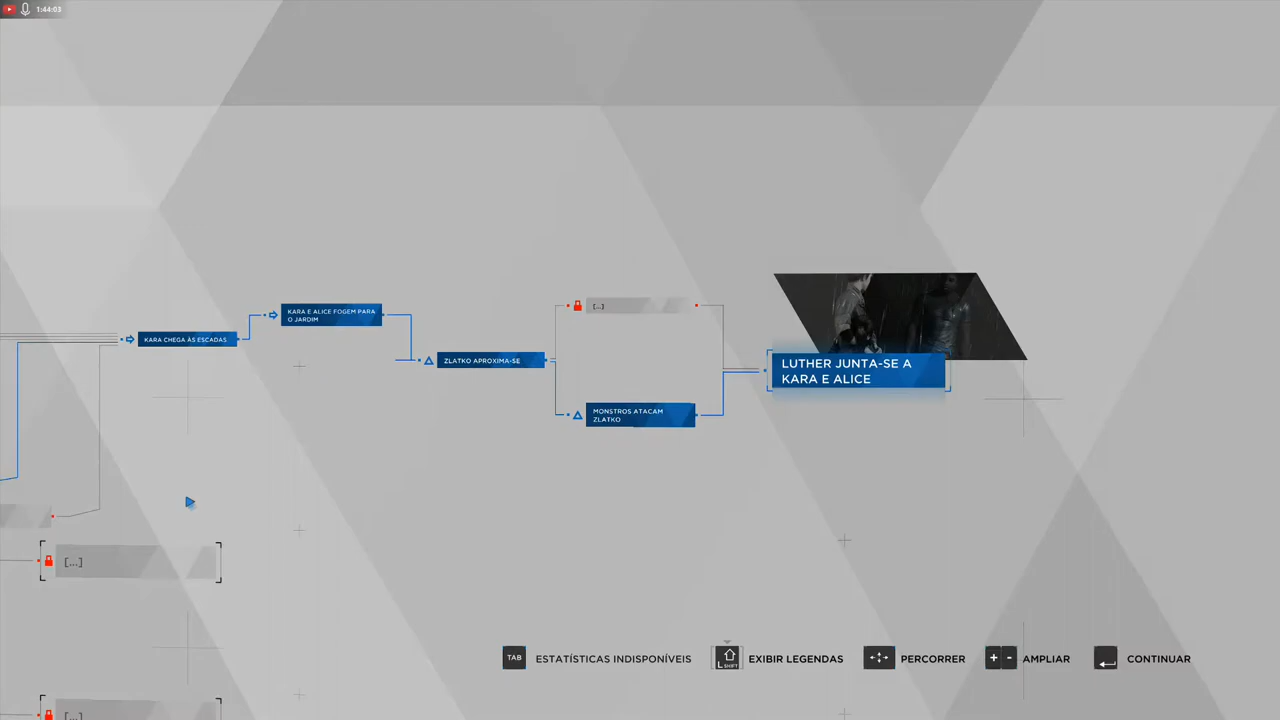 1:44:03
KARA CHEGA ÀS ESCADAS
KARA E ALICE FOGEM PARA
O JARDIM
ZLATKO APROXIMA-SE
[...]
MONSTROS ATACAM
ZLATKO
LUTHER JUNTA-SE A
KARA E ALICE
[...]
[...]
TAB ESTATÍSTICAS INDISPONÍVEIS
L SHIFT EXIBIR LEGENDAS
PERCORRER
+ - AMPLIAR
CONTINUAR